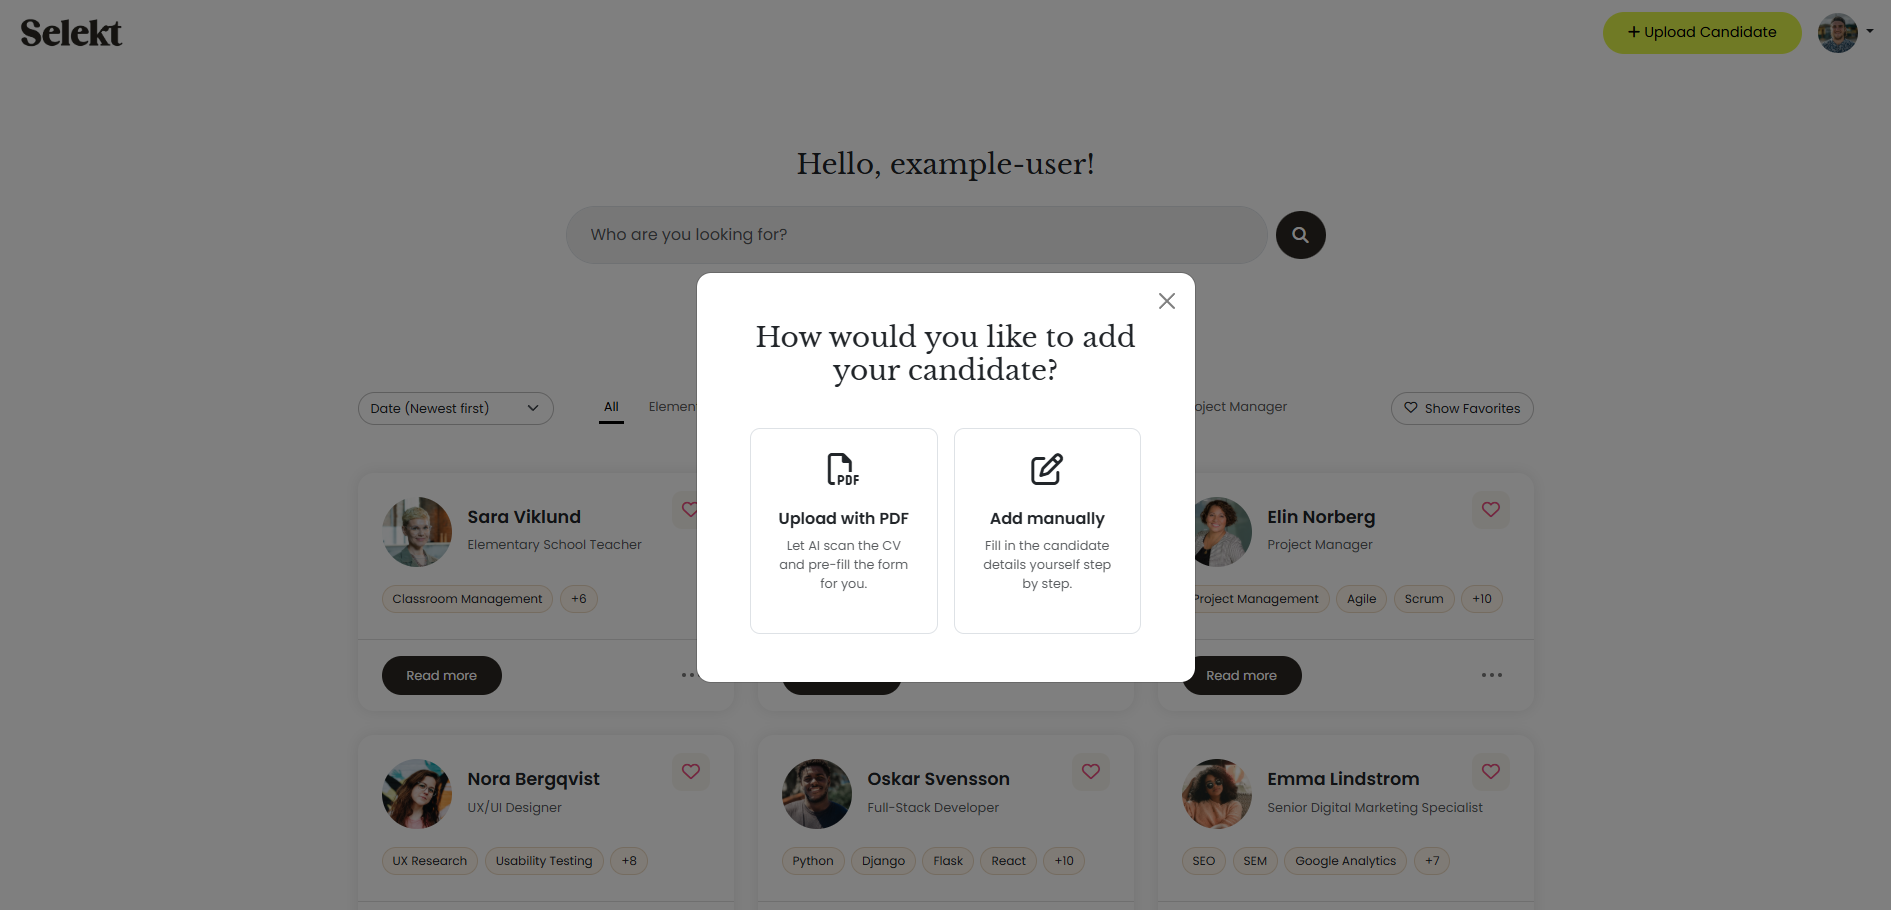 Selekt
+ Upload Candidate
Hello, example-user!
Who are you looking for?
How would you like to add
your candidate?
Date (Newest first)
All
Project Manager
Show Favorites
PDF
Upload with PDF
Let AI scan the CV
and pre-fill the form
for you.
Add manually
Fill in the candidate
details yourself step
by step.
Sara Viklund
Elementary School Teacher
Classroom Management
+6
Read more
Elin Norberg
Project Manager
Project Management
Agile
Scrum
+10
Read more
Nora Bergqvist
UX/UI Designer
UX Research
Usability Testing
+8
Oskar Svensson
Full-Stack Developer
Python
Django
Flask
React
+10
Emma Lindstrom
Senior Digital Marketing Specialist
SEO
SEM
Google Analytics
+7